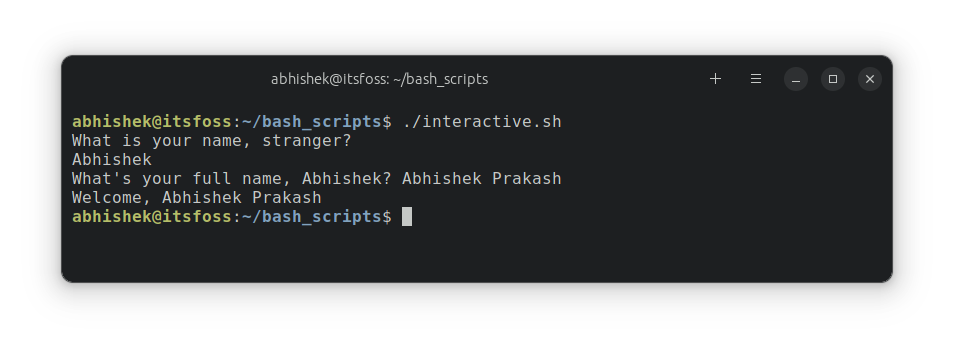 abhishek@itsfoss: ~/bash_scripts
abhishek@itsfoss:~/bash_scripts$ ./interactive.sh
What is your name, stranger?
Abhishek
What's your full name, Abhishek? Abhishek Prakash
Welcome, Abhishek Prakash
abhishek@itsfoss:~/bash_scripts$